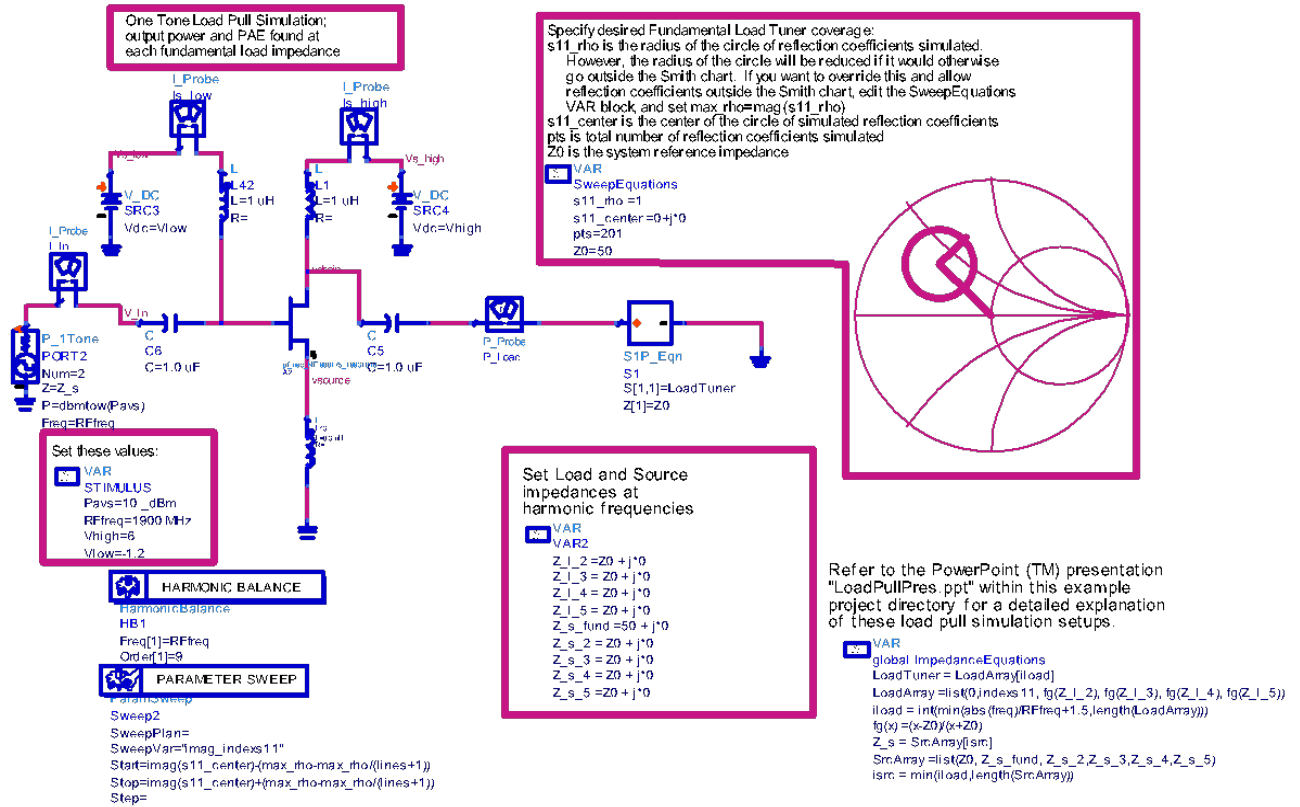 One Tone Load Pull Simulation;
output power and PAE found at
each fundamental load impedance
I_Probe
Is_low
I_Probe
Is_high
Vs_low
Vs_high
V_DC
SRC3
Vdc=Vlow
L
L42
L=1 uH
R=
L
L1
L=1 uH
R=
V_DC
SRC4
Vdc=Vhigh
I_Probe
I_In
V_In
P_1Tone
PORT2
Num=2
Z=Z_s
P=dbmtow(Pavs)
Freq=RFfreq
C
C6
C=1.0 uF
C
C5
C=1.0 uF
vsource
P_Probe
P_Load
S1P_Eqn
S1
S[1,1]=LoadTuner
Z[1]=Z0
Specify desired Fundamental Load Tuner coverage:
s11_rho is the radius of the circle of reflection coefficients simulated.
However, the radius of the circle will be reduced if it would otherwise
go outside the Smith chart. If you want to override this and allow
reflection coefficients outside the Smith chart, edit the SweepEquations
VAR block, and set max_rho=mag(s11_rho)
s11_center is the center of the circle of simulated reflection coefficients
pts is total number of reflection coefficients simulated
Z0 is the system reference impedance
VAR
SweepEquations
s11_rho =1
s11_center =0+j*0
pts=201
Z0=50
Set these values:
VAR
STIMULUS
Pavs=10 _dBm
RFfreq=1900 MHz
Vhigh=6
Vlow=-1.2
HARMONIC BALANCE
HarmonicBalance
HB1
Freq[1]=RFfreq
Order[1]=9
PARAMETER SWEEP
ParamSweep
Sweep2
SweepPlan=
SweepVar="imag_indexs11"
Start=imag(s11_center)-(max_rho-max_rho/(lines+1))
Stop=imag(s11_center)+(max_rho-max_rho/(lines+1))
Step=
Set Load and Source
impedances at
harmonic frequencies
VAR
VAR2
Z_l_2 =Z0 + j*0
Z_l_3 = Z0 + j*0
Z_l_4 = Z0 + j*0
Z_l_5 = Z0 + j*0
Z_s_fund =50 + j*0
Z_s_2 = Z0 + j*0
Z_s_3 = Z0 + j*0
Z_s_4 = Z0 + j*0
Z_s_5 =Z0 + j*0
Refer to the PowerPoint (TM) presentation
"LoadPullPres.ppt" within this example
project directory for a detailed explanation
of these load pull simulation setups.
VAR
global ImpedanceEquations
LoadTuner = LoadArray[iload]
LoadArray =list(0,indexs11, fg(Z_l_2), fg(Z_l_3), fg(Z_l_4), fg(Z_l_5))
iload = int(min(abs(freq)/RFfreq+1.5,length(LoadArray)))
fg(x) =(x-Z0)/(x+Z0)
Z_s = SrcArray[isrc]
SrcArray =list(Z0, Z_s_fund, Z_s_2,Z_s_3,Z_s_4,Z_s_5)
isrc = min(iload,length(SrcArray))